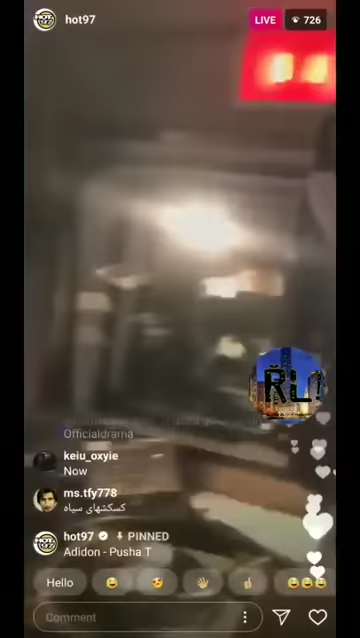 hot97
LIVE
726
RL
Officialdrama
keiu_oxyie
Now
ms.tfy778
کسکشهای سیاه
hot97 PINNED
Adidon - Pusha T
Hello
Comment